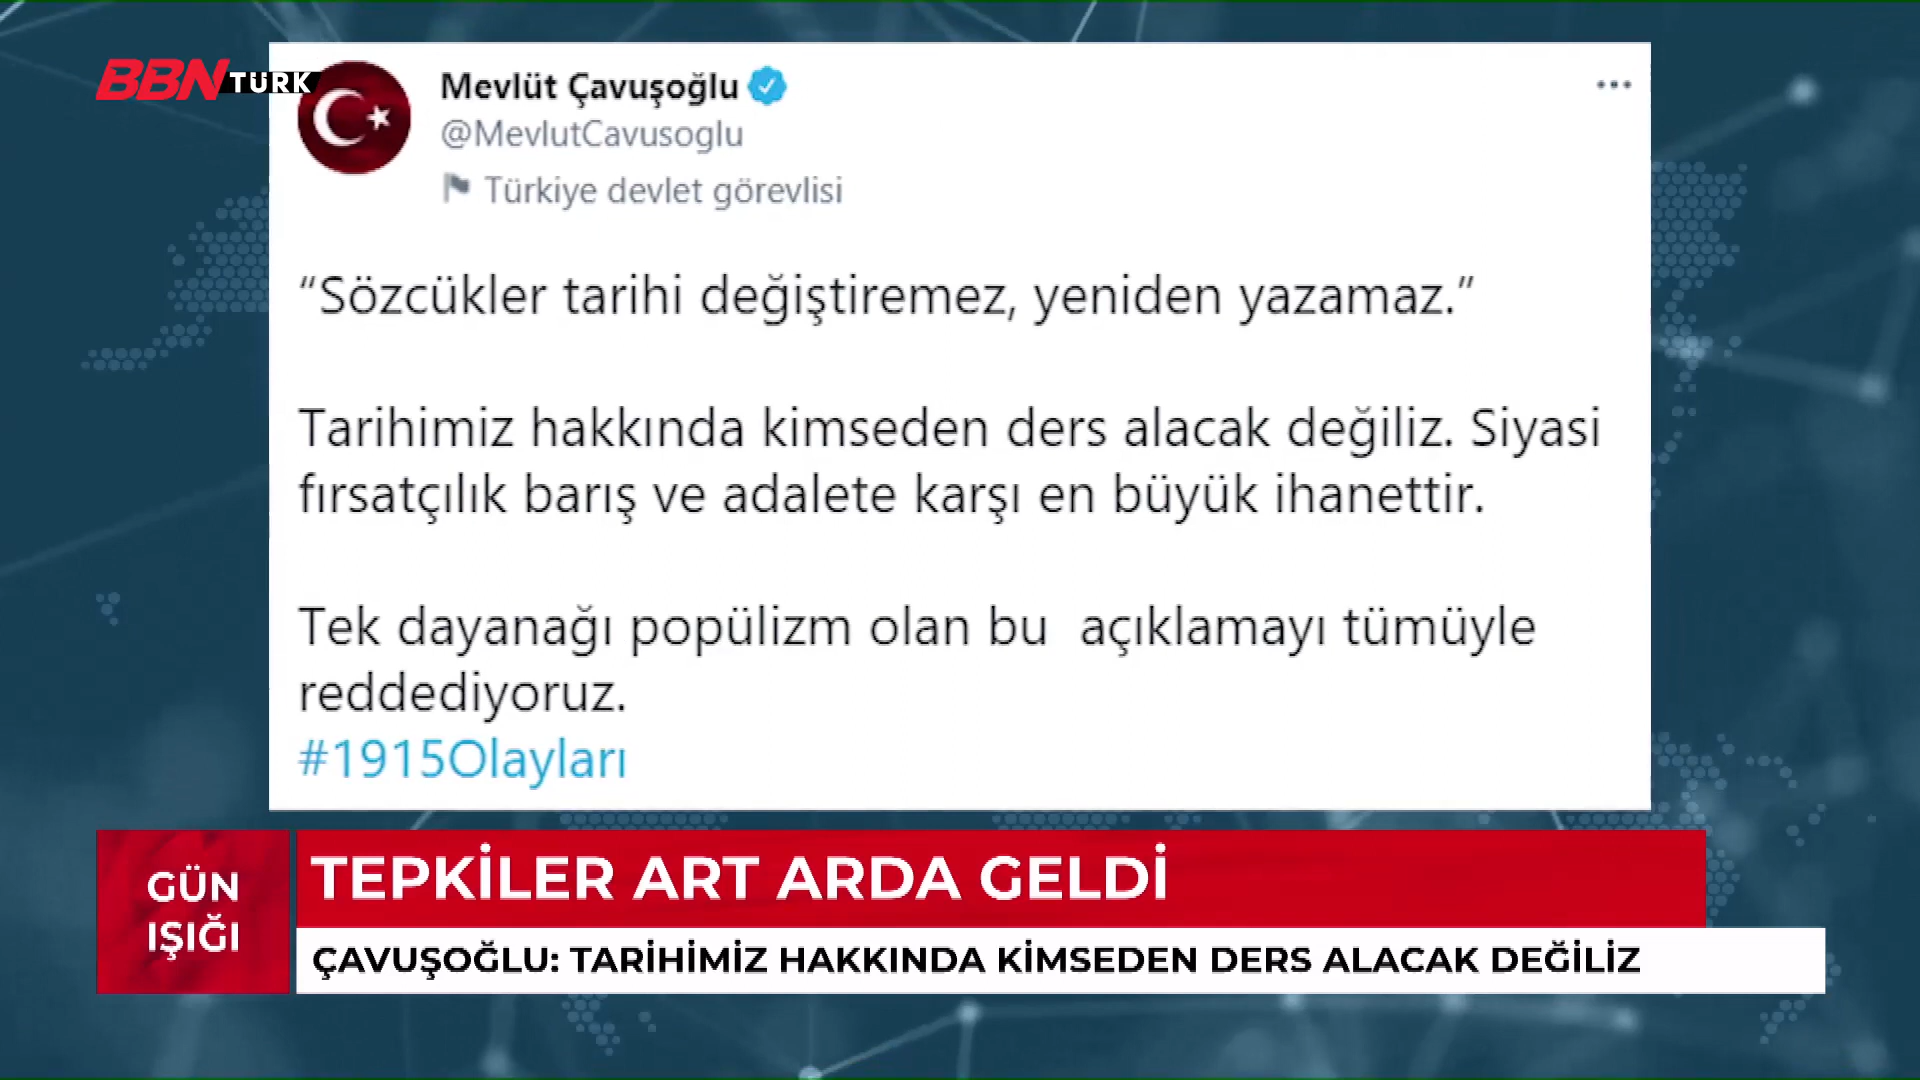 BBN TURK
Mevlüt Çavuşoğlu
@MevlutCavusoglu
Türkiye devlet görevlisi
“Sözcükler tarihi değiştiremez, yeniden yazamaz.”
Tarihimiz hakkında kimseden ders alacak değiliz. Siyasi
fırsatçılık barış ve adalete karşı en büyük ihanettir.
Tek dayanağı popülizm olan bu açıklamayı tümüyle
reddediyoruz.
#1915Olayları
GÜN
IŞIĞI
TEPKİLER ART ARDA GELDİ
ÇAVUŞOĞLU: TARİHİMİZ HAKKINDA KİMSEDEN DERS ALACAK DEĞİLİZ